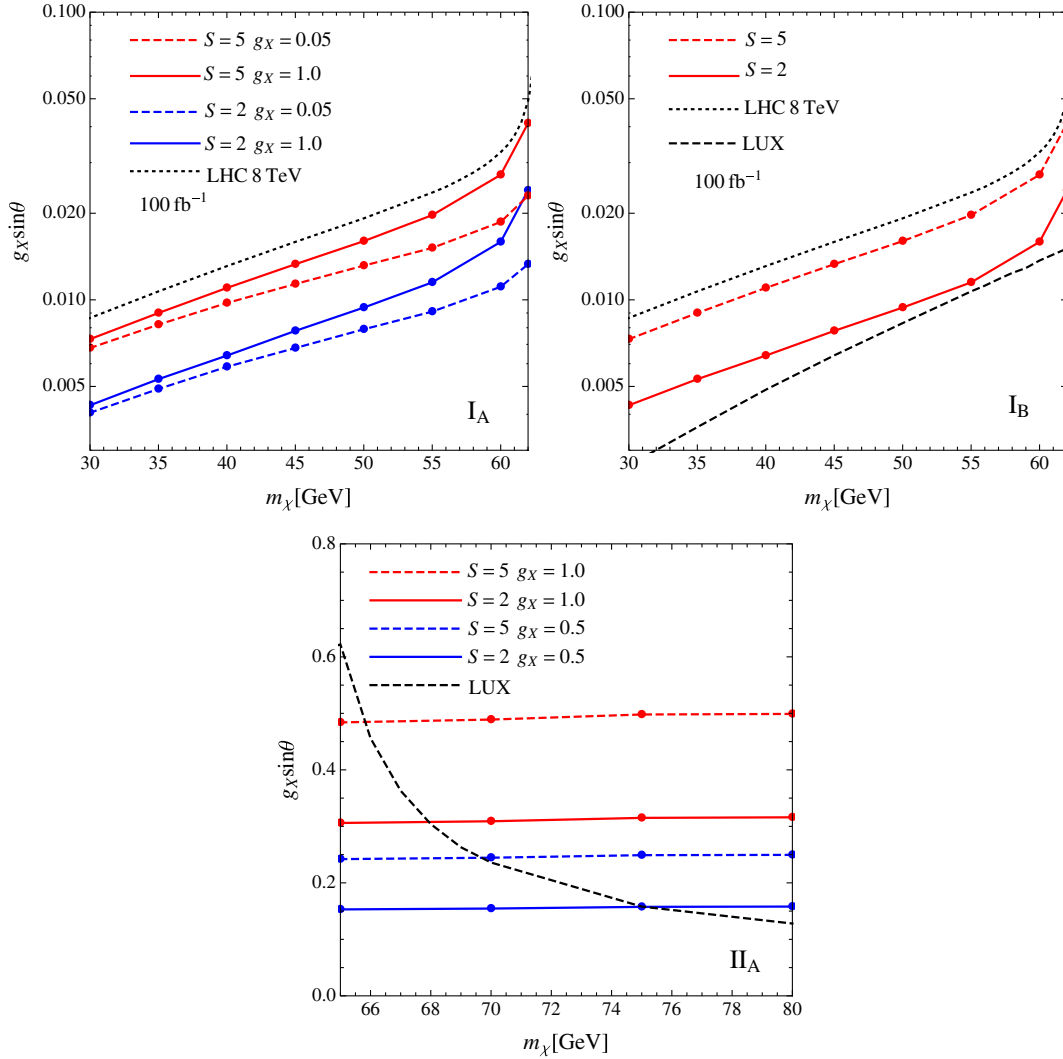 0.100
0.050
0.020
0.010
0.005
g_X sinθ
S = 5 g_X = 0.05
S = 5 g_X = 1.0
S = 2 g_X = 0.05
S = 2 g_X = 1.0
LHC 8 TeV
100 fb⁻¹
I_A
30 35 40 45 50 55 60
m_χ[GeV]
0.100
0.050
0.020
0.010
0.005
g_X sinθ
S = 5
S = 2
LHC 8 TeV
LUX
100 fb⁻¹
I_B
30 35 40 45 50 55 60
m_χ[GeV]
0.8
0.6
0.4
0.2
0.0
g_X sinθ
S = 5 g_X = 1.0
S = 2 g_X = 1.0
S = 5 g_X = 0.5
S = 2 g_X = 0.5
LUX
II_A
66 68 70 72 74 76 78 80
m_χ[GeV]